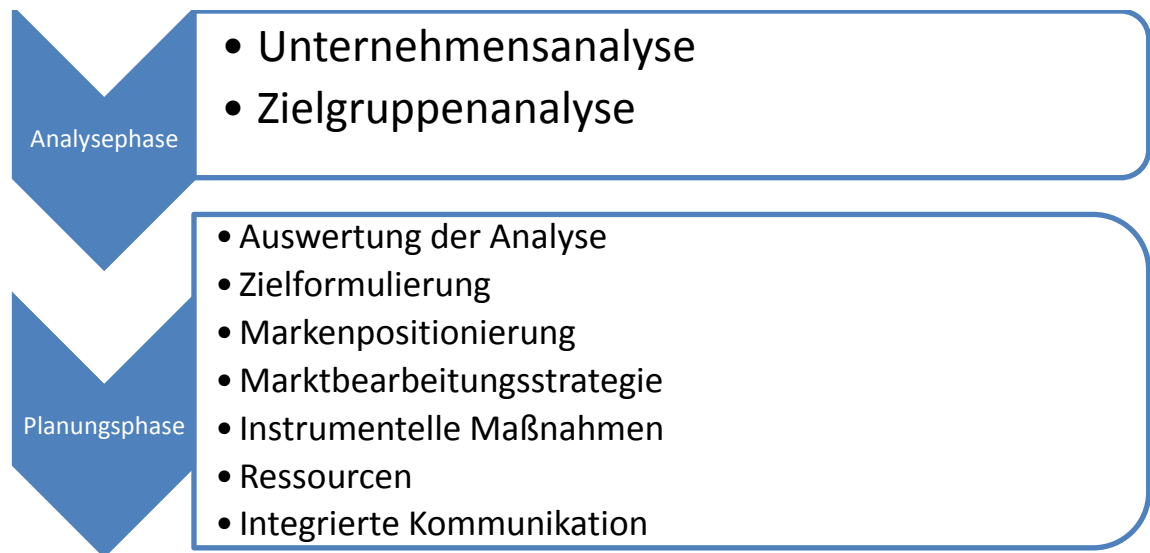 Analysephase
• Unternehmensanalyse
• Zielgruppenanalyse
Planungsphase
• Auswertung der Analyse
• Zielformulierung
• Markenpositionierung
• Marktbearbeitungsstrategie
• Instrumentelle Maßnahmen
• Ressourcen
• Integrierte Kommunikation